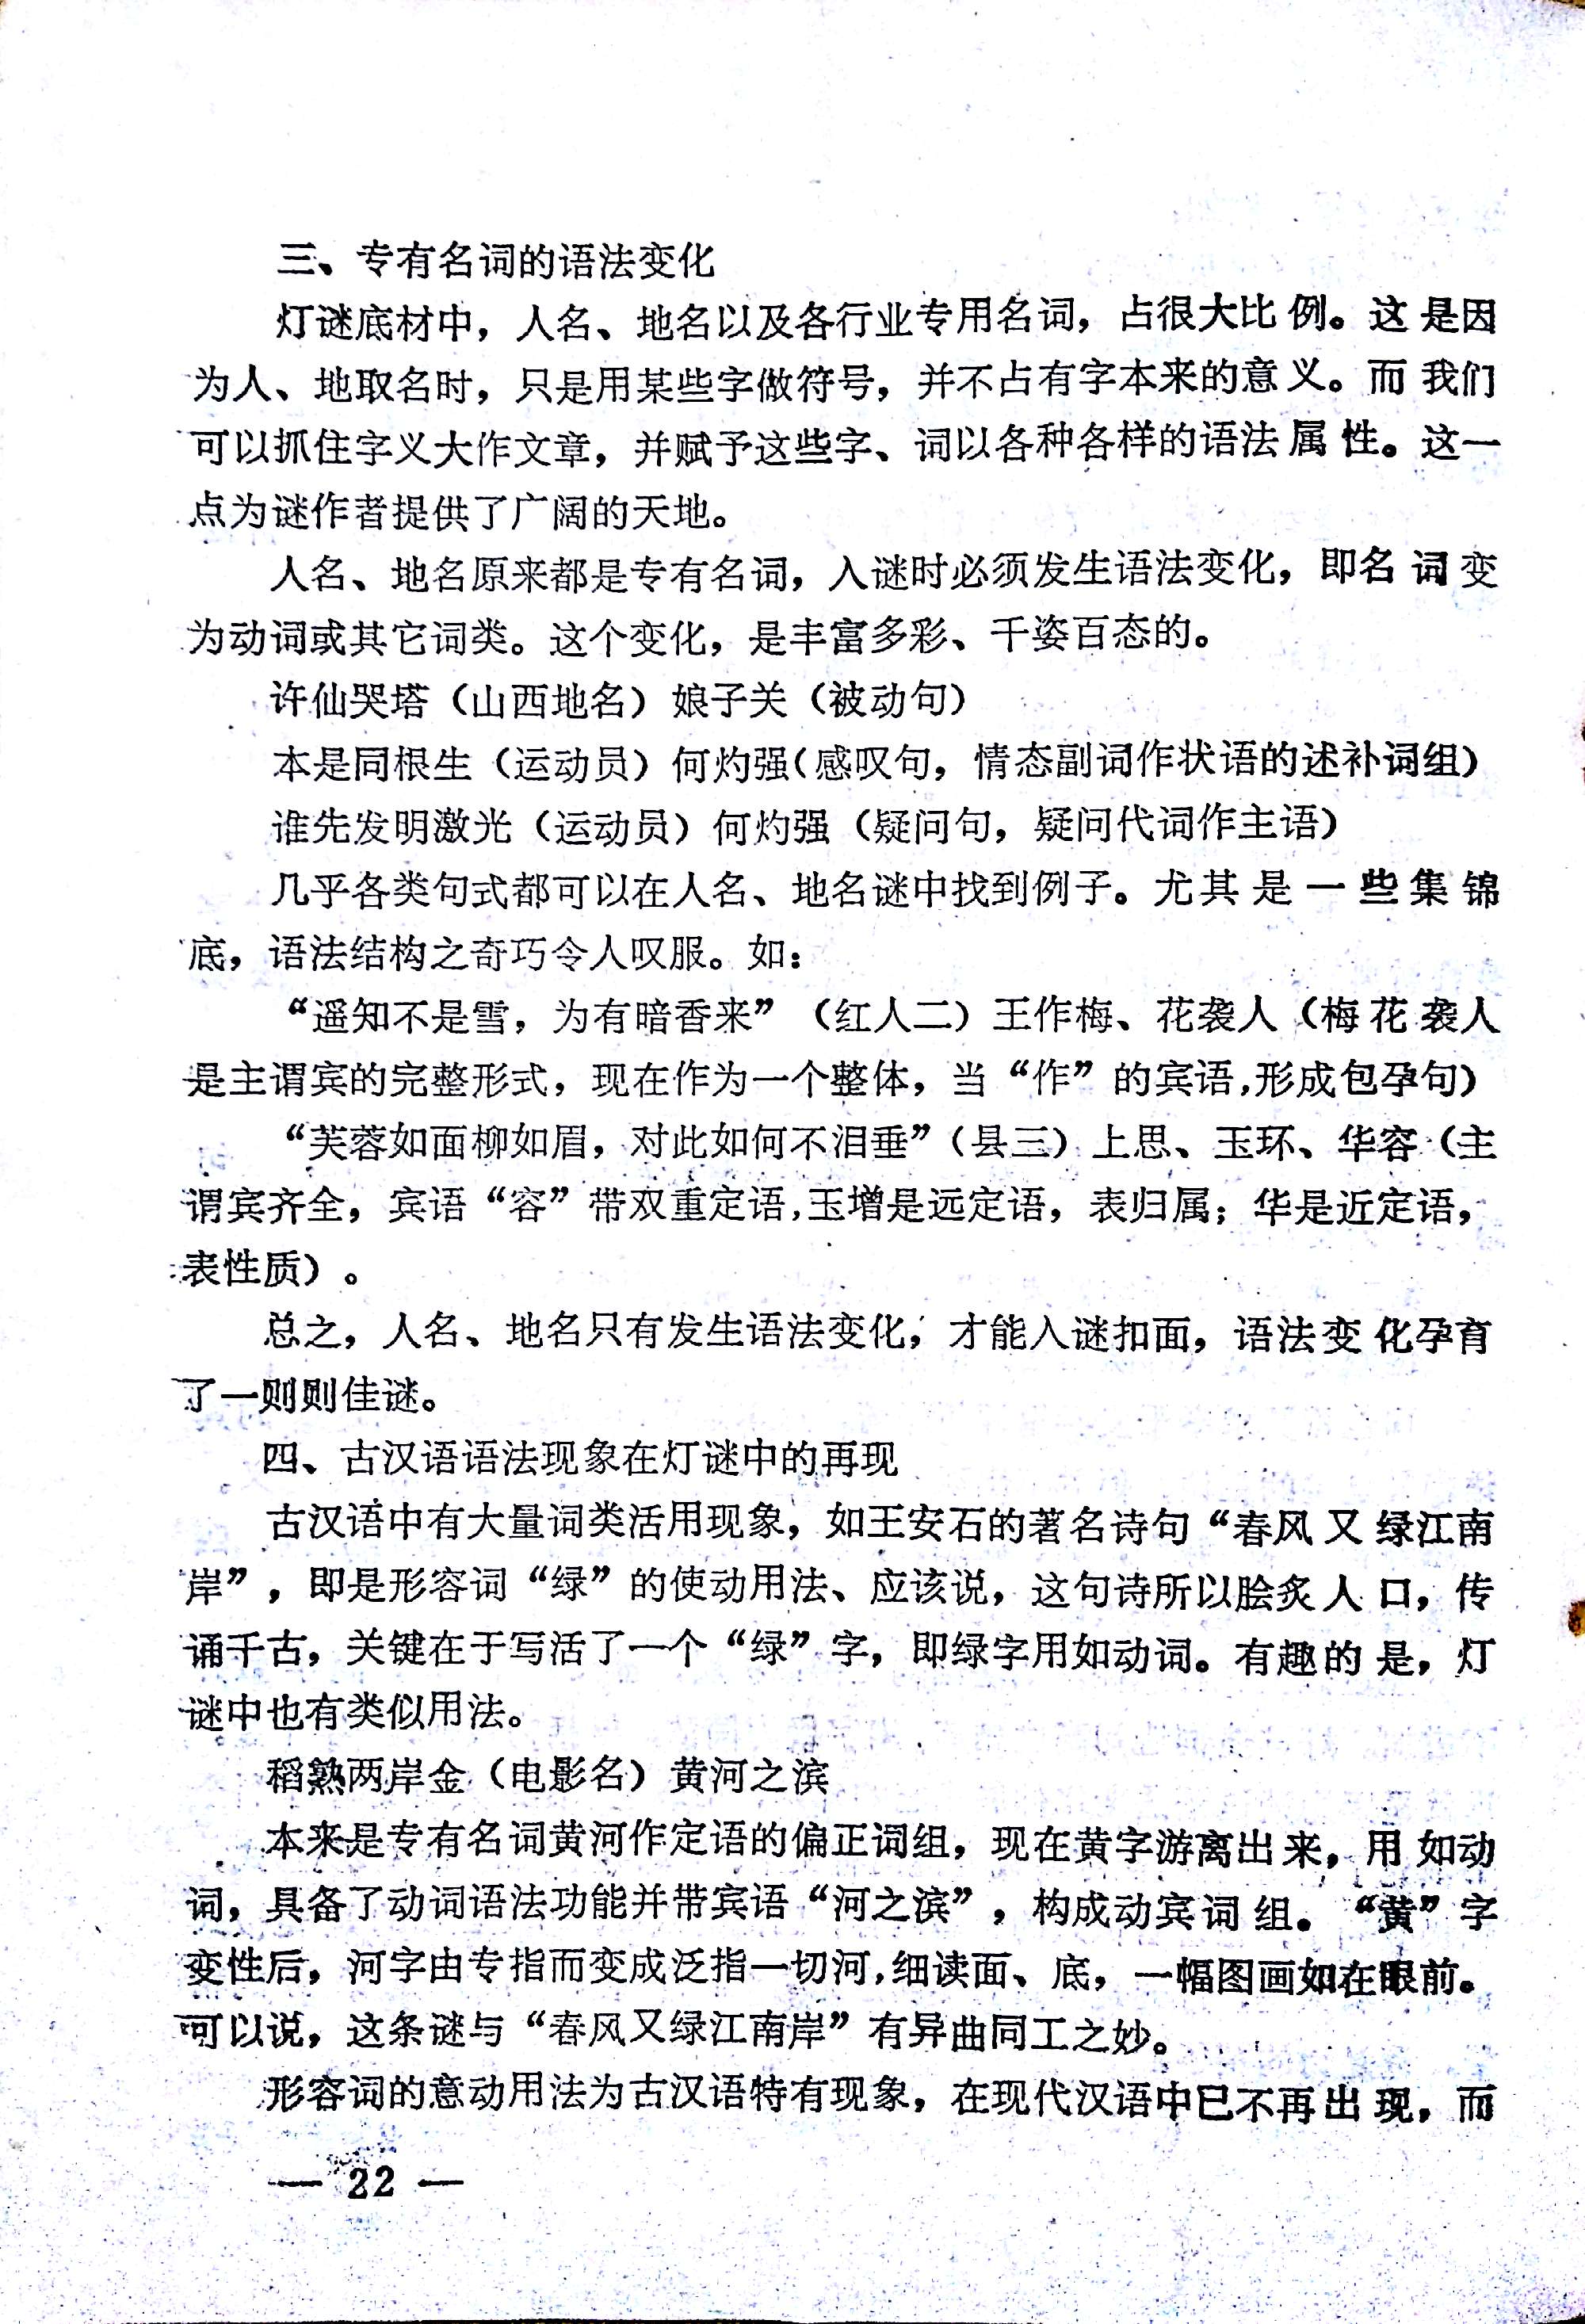 三、专有名词的语法变化
灯谜底材中，人名、地名以及各行业专用名词，占很大比例。这是因
为人、地取名时，只是用某些字做符号，并不占有字本来的意义。而我们
可以抓住字义大作文章，并赋予这些字、词以各种各样的语法属性。这一
点为谜作者提供了广阔的天地。
人名、地名原来都是专有名词，入谜时必须发生语法变化，即名词变
为动词或其它词类。这个变化，是丰富多彩、千姿百态的。
许仙哭塔（山西地名）娘子关（被动句）
本是同根生（运动员）何灼强（感叹句，情态副词作状语的述补词组）
谁先发明激光（运动员）何灼强（疑问句，疑问代词作主语）
几乎各类句式都可以在人名、地名谜中找到例子。尤其是一些集锦
底，语法结构之奇巧令人叹服。如：
“遥知不是雪，为有暗香来”（红人二）王作梅、花袭人（梅花袭人
是主谓宾的完整形式，现在作为一个整体，当“作”的宾语，形成包孕句）
“芙蓉如面柳如眉，对此如何不泪垂”（县三）上思、玉环、华容（主
谓宾齐全，宾语“容”带双重定语，玉增是远定语，表归属；华是近定语，
表性质）。
总之，人名、地名只有发生语法变化，才能入谜扣面，语法变化孕育
了一则则佳谜。
四、古汉语语法现象在灯谜中的再现
古汉语中有大量词类活用现象，如王安石的著名诗句“春风又绿江南
岸”，即是形容词“绿”的使动用法、应该说，这句诗所以脍炙人口，传
诵千古，关键在于写活了一个“绿”字，即绿字用如动词。有趣的是，灯
谜中也有类似用法。
稻熟两岸金（电影名）黄河之滨
本来是专有名词黄河作定语的偏正词组，现在黄字游离出来，用如动
词，具备了动词语法功能并带宾语“河之滨”，构成动宾词组。“黄”字
变性后，河字由专指而变成泛指一切河，细读面、底，一幅图画如在眼前。
可以说，这条谜与“春风又绿江南岸”有异曲同工之妙。
形容词的意动用法为古汉语特有现象，在现代汉语中已不再出现，而
— 22 —